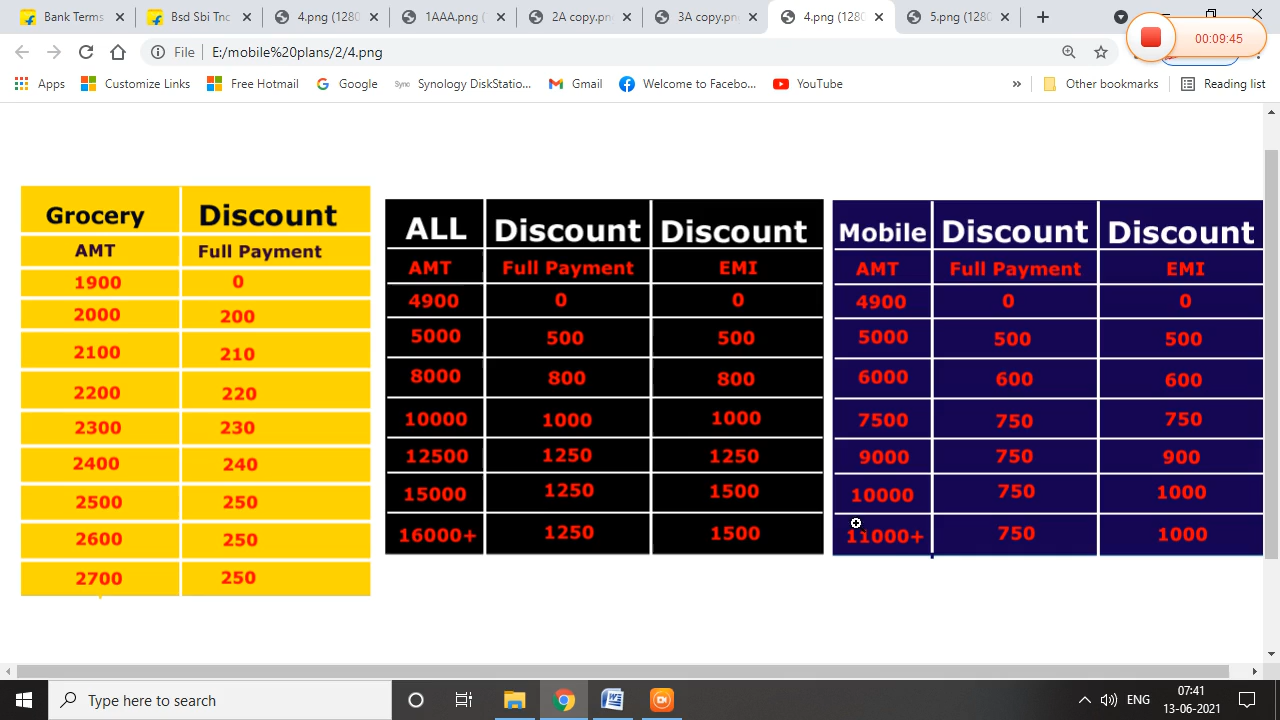 Bank Terms
Bsd Sbi Tnc
4.png (1280
1AAA.png (
2A copy.pn
3A copy.pn
4.png (1280
5.png (1280
00:09:45
File
E:/mobile%20plans/2/4.png
Apps
Customize Links
Free Hotmail
Google
Synology DiskStatio...
Gmail
Welcome to Facebo...
YouTube
»
Other bookmarks
Reading list
Grocery Discount
AMT Full Payment
1900 0
2000 200
2100 210
2200 220
2300 230
2400 240
2500 250
2600 250
2700 250
ALL Discount Discount
AMT Full Payment EMI
4900 0 0
5000 500 500
8000 800 800
10000 1000 1000
12500 1250 1250
15000 1250 1500
16000+ 1250 1500
Mobile Discount Discount
AMT Full Payment EMI
4900 0 0
5000 500 500
6000 600 600
7500 750 750
9000 750 900
10000 750 1000
11000+ 750 1000
Type here to search
ENG
07:41
13-06-2021